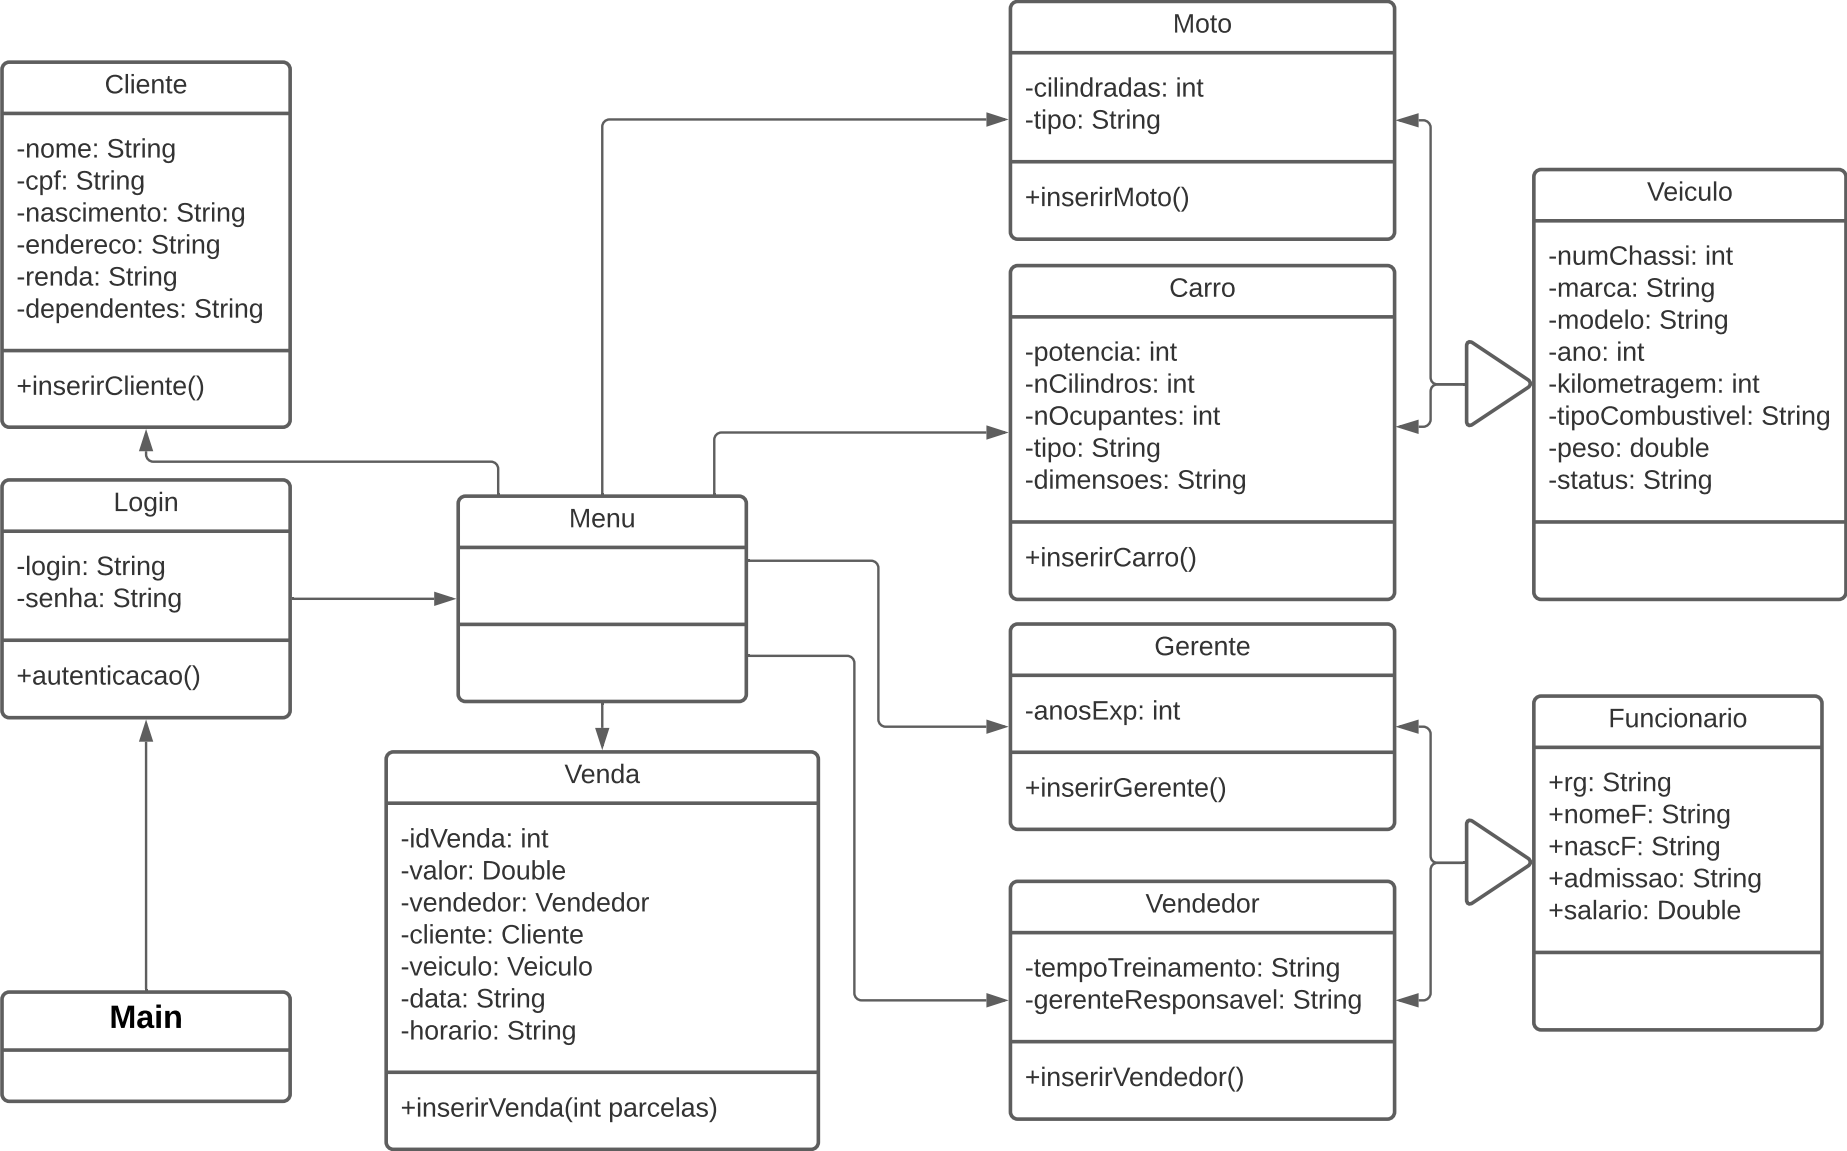 Cliente
-nome: String
-cpf: String
-nascimento: String
-endereco: String
-renda: String
-dependentes: String
+inserirCliente()
Login
-login: String
-senha: String
+autenticacao()
Main
Menu
Venda
-idVenda: int
-valor: Double
-vendedor: Vendedor
-cliente: Cliente
-veiculo: Veiculo
-data: String
-horario: String
+inserirVenda(int parcelas)
Moto
-cilindradas: int
-tipo: String
+inserirMoto()
Carro
-potencia: int
-nCilindros: int
-nOcupantes: int
-tipo: String
-dimensoes: String
+inserirCarro()
Gerente
-anosExp: int
+inserirGerente()
Vendedor
-tempoTreinamento: String
-gerenteResponsavel: String
+inserirVendedor()
Veiculo
-numChassi: int
-marca: String
-modelo: String
-ano: int
-kilometragem: int
-tipoCombustivel: String
-peso: double
-status: String
Funcionario
+rg: String
+nomeF: String
+nascF: String
+admissao: String
+salario: Double